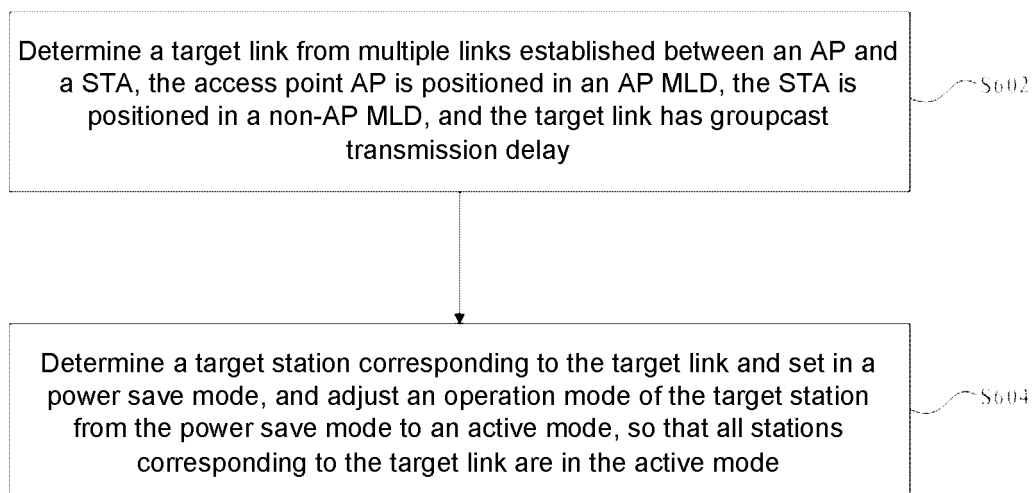 Determine a target link from multiple links established between an AP and
a STA, the access point AP is positioned in an AP MLD, the STA is
positioned in a non-AP MLD, and the target link has groupcast
transmission delay
S602
Determine a target station corresponding to the target link and set in a
power save mode, and adjust an operation mode of the target station
from the power save mode to an active mode, so that all stations
corresponding to the target link are in the active mode
S604